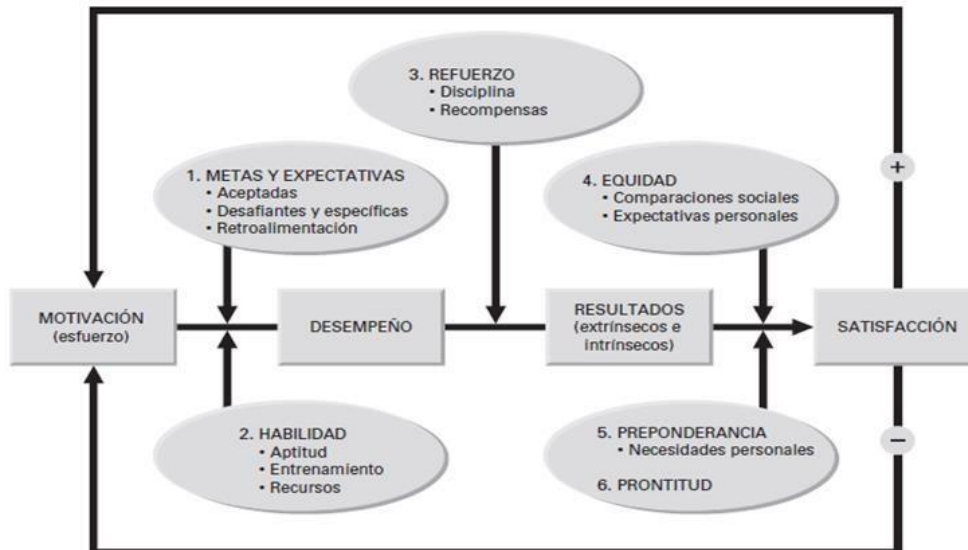 3. REFUERZO
• Disciplina
• Recompensas
1. METAS Y EXPECTATIVAS
• Aceptadas
• Desafiantes y específicas
• Retroalimentación
4. EQUIDAD
• Comparaciones sociales
• Expectativas personales
+
MOTIVACIÓN
(esfuerzo)
DESEMPEÑO
RESULTADOS
(extrínsecos e
intrínsecos)
SATISFACCIÓN
2. HABILIDAD
• Aptitud
• Entrenamiento
• Recursos
5. PREPONDERANCIA
• Necesidades personales
6. PRONTITUD
−